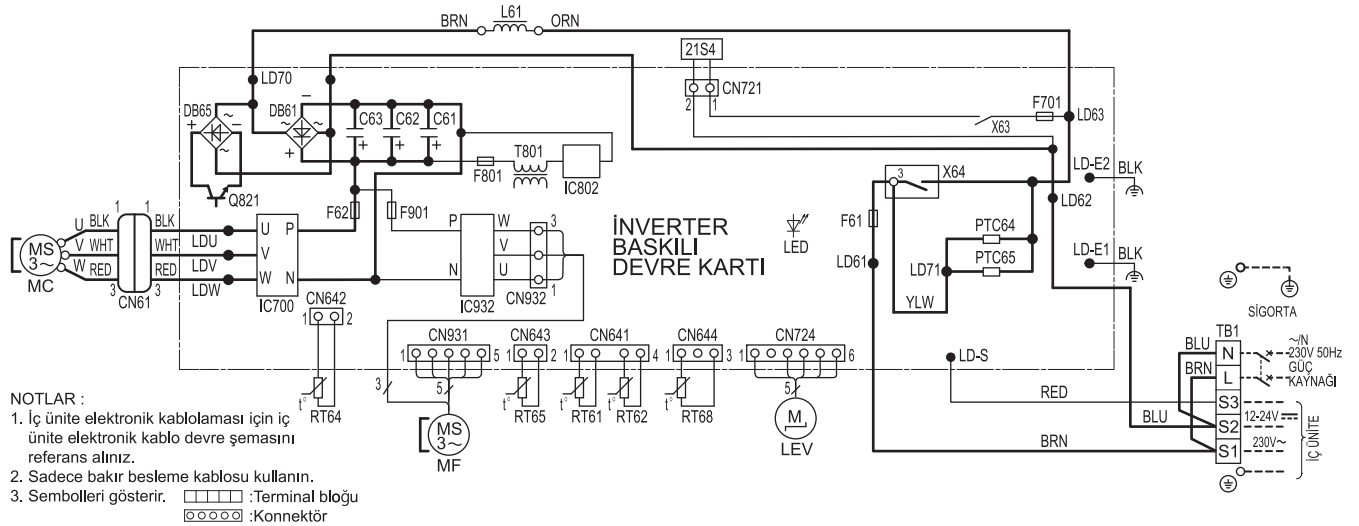 BRN L61 ORN
21S4
LD70
CN721
2 1
DB65 ~ DB61 ~
+ − −
~ ~ +
C63 C62 C61
+ + +
F701
X63
LD63
T801
F801
IC802
Q821
3 X64
LD-E2 BLK
LD62
F62 F901
İNVERTER
BASKILI
DEVRE KARTI
LED
F61
PTC64
PTC65
LD71
LD61
YLW
LD-E1 BLK
1 1
U BLK BLK LDU U P
V WHT WHT LDV V
W RED RED LDW W N
3 3
MS
3~
MC
CN61
IC700
P W 3
V
N U 1
IC932 CN932
CN642
1 2
CN931
1 5
CN643
1 2
CN641
1 4
CN644
1 3
CN724
1 6
LD-S
3 5 5
t° RT64
t° RT65
t° RT61
t° RT62
t° RT68
MS
3~
MF
M
LEV
SİGORTA
TB1
BLU N ~/N
230V 50Hz
BRN L GÜÇ
KAYNAĞI
RED S3
BLU S2 12-24V
BRN S1 230V~
İÇ ÜNİTE
NOTLAR :
1. İç ünite elektronik kablolaması için iç
ünite elektronik kablo devre şemasını
referans alınız.
2. Sadece bakır besleme kablosu kullanın.
3. Sembolleri gösterir. :Terminal bloğu
:Konnektör